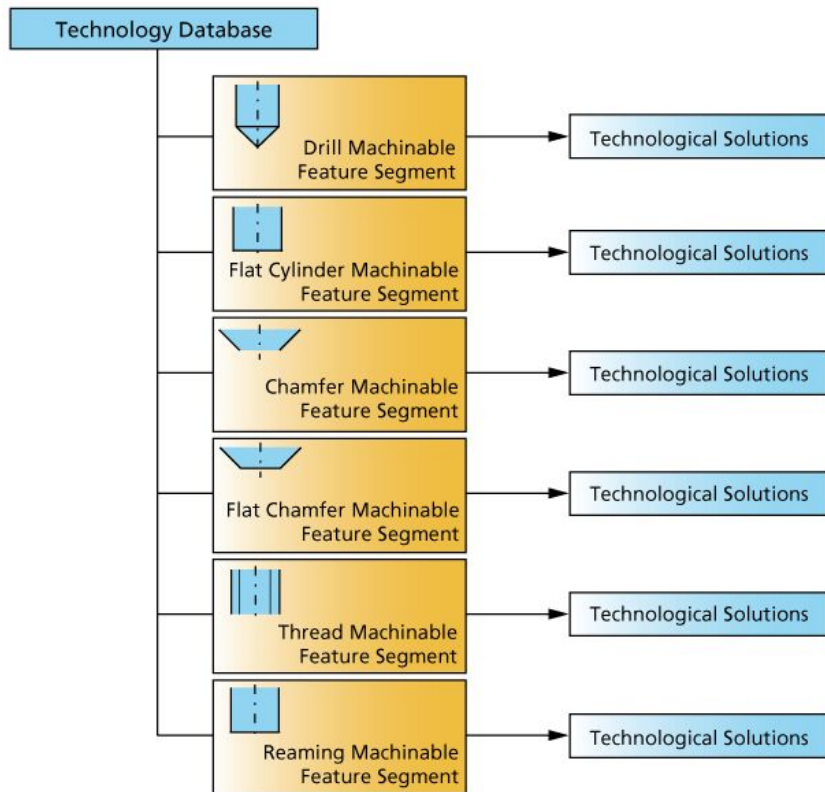 Technology Database
Drill Machinable
Feature Segment
Technological Solutions
Flat Cylinder Machinable
Feature Segment
Technological Solutions
Chamfer Machinable
Feature Segment
Technological Solutions
Flat Chamfer Machinable
Feature Segment
Technological Solutions
Thread Machinable
Feature Segment
Technological Solutions
Reaming Machinable
Feature Segment
Technological Solutions